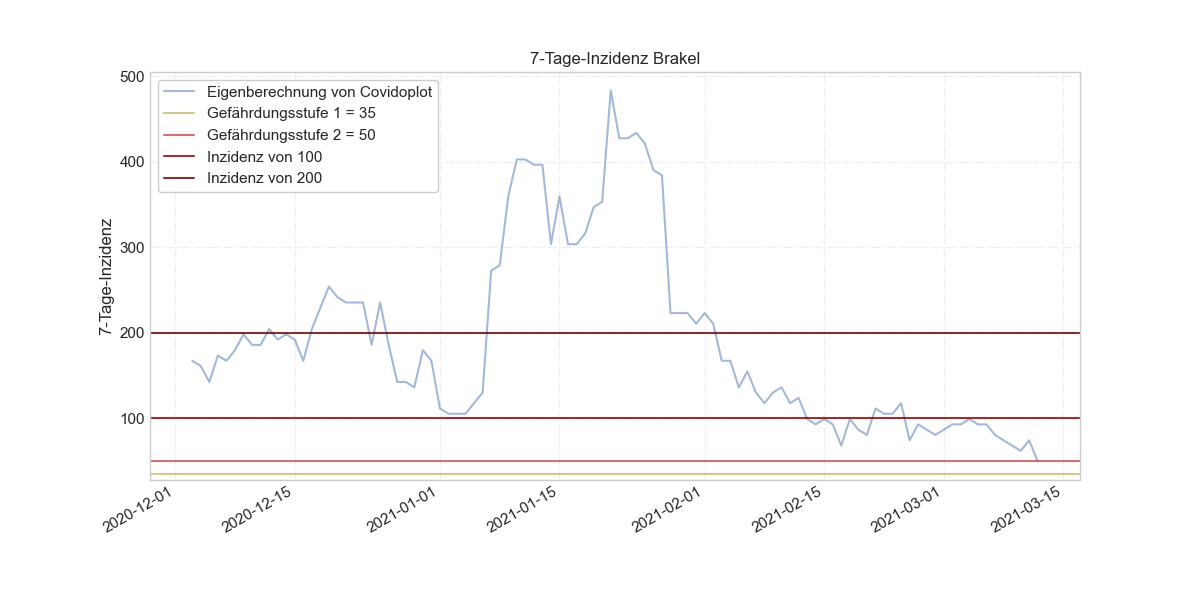 7-Tage-Inzidenz Brakel
500
400
300
200
100
7-Tage-Inzidenz
Eigenberechnung von Covidoplot
Gefährdungsstufe 1 = 35
Gefährdungsstufe 2 = 50
Inzidenz von 100
Inzidenz von 200
2020-12-01
2020-12-15
2021-01-01
2021-01-15
2021-02-01
2021-02-15
2021-03-01
2021-03-15